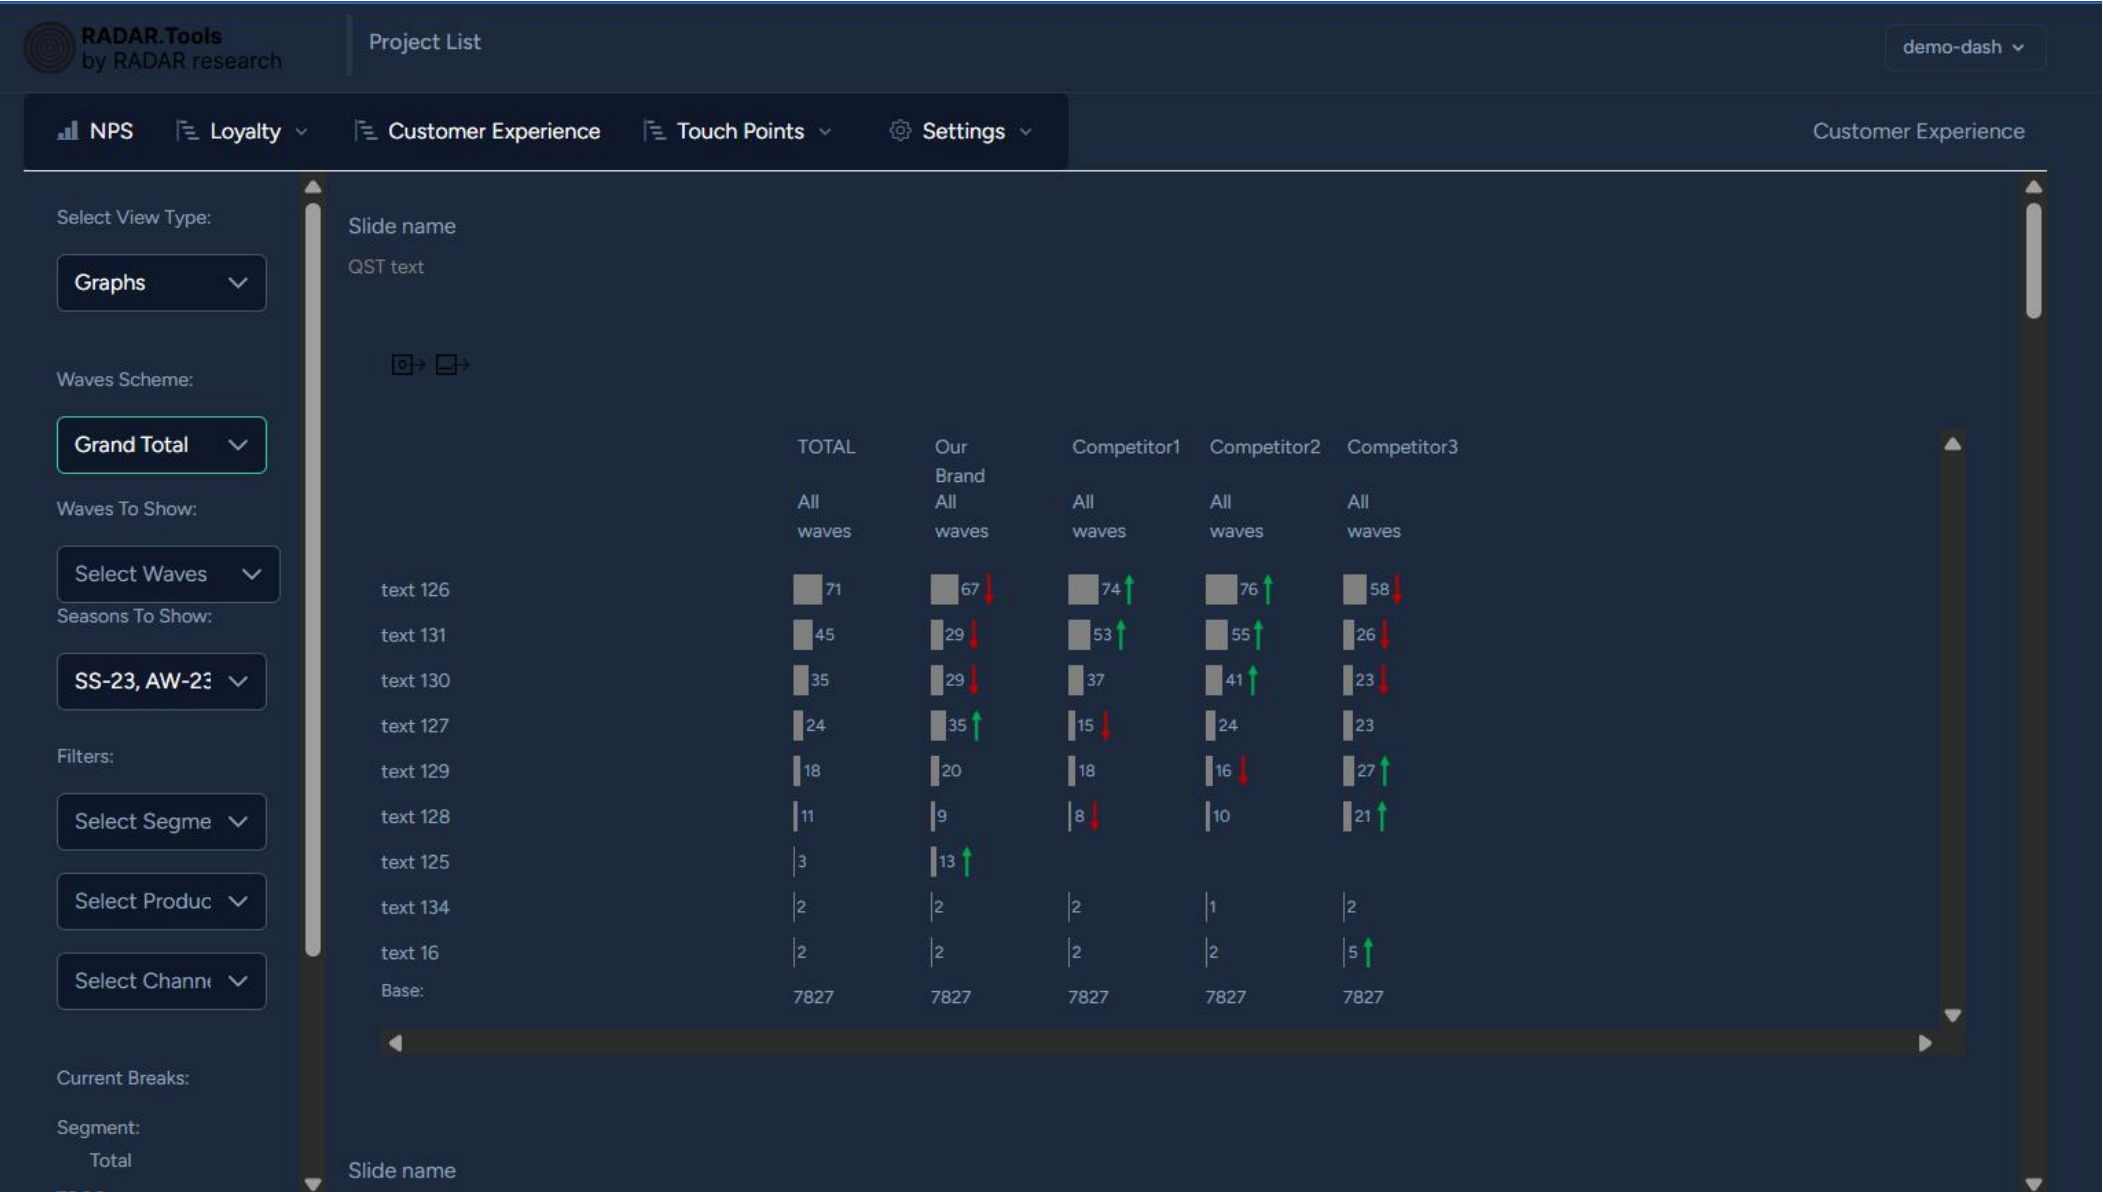 RADAR.Tools
by RADAR research
Project List
demo-dash
NPS
Loyalty
Customer Experience
Touch Points
Settings
Customer Experience
Select View Type:
Graphs
Waves Scheme:
Grand Total
Waves To Show:
Select Waves
Seasons To Show:
SS-23, AW-23
Filters:
Select Segme
Select Produc
Select Chann
Current Breaks:
Segment:
Total
Slide name
QST text
TOTAL Our Brand Competitor1 Competitor2 Competitor3
All waves All waves All waves All waves All waves
text 126 71 67 74 76 58
text 131 45 29 53 55 26
text 130 35 29 37 41 23
text 127 24 35 15 24 23
text 129 18 20 18 16 27
text 128 11 9 8 10 21
text 125 3 13
text 134 2 2 2 1 2
text 16 2 2 2 2 5
Base: 7827 7827 7827 7827 7827
Slide name